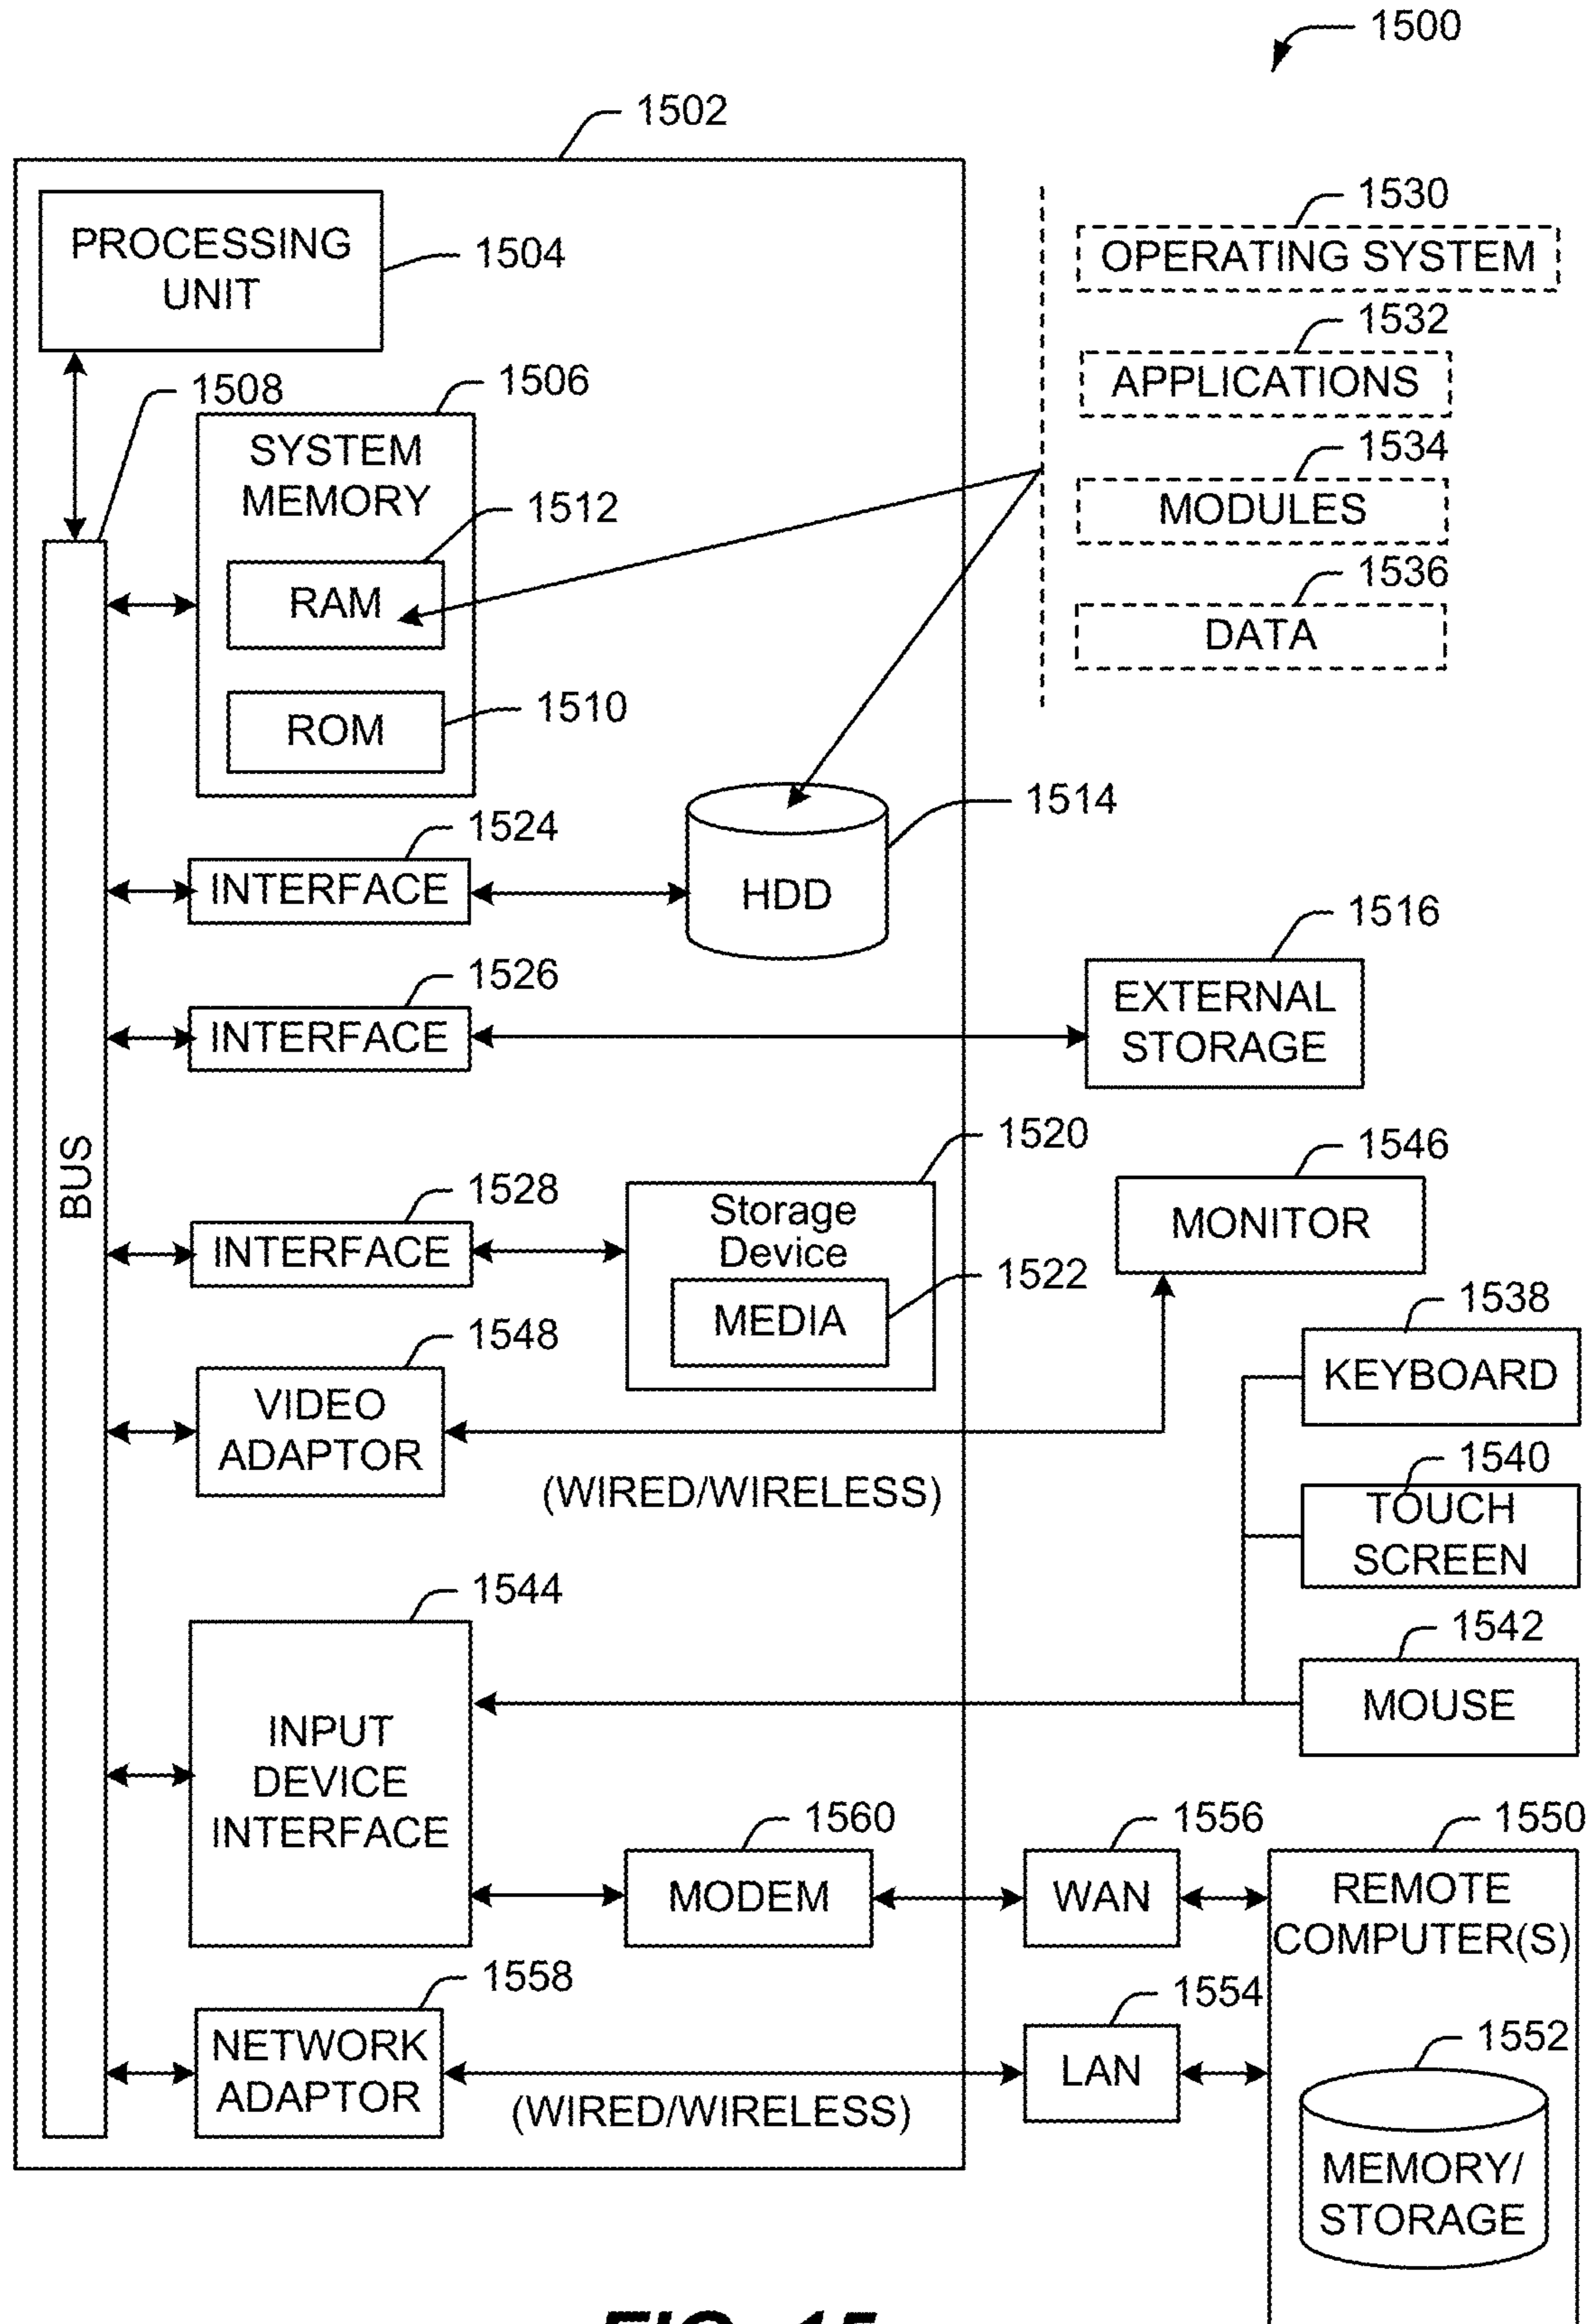 1500
1502
PROCESSING
UNIT
1504
1530
OPERATING SYSTEM
1532
APPLICATIONS
1534
MODULES
1536
DATA
1508
1506
SYSTEM
MEMORY
1512
RAM
1510
ROM
1524
INTERFACE
1514
HDD
1526
INTERFACE
1516
EXTERNAL
STORAGE
BUS
1528
INTERFACE
1520
Storage
Device
1522
MEDIA
1546
MONITOR
1548
VIDEO
ADAPTOR
(WIRED/WIRELESS)
1538
KEYBOARD
1540
TOUCH
SCREEN
1542
MOUSE
1544
INPUT
DEVICE
INTERFACE
1560
MODEM
1556
WAN
1550
REMOTE
COMPUTER(S)
1558
NETWORK
ADAPTOR
(WIRED/WIRELESS)
1554
LAN
1552
MEMORY/
STORAGE
FIG. 15